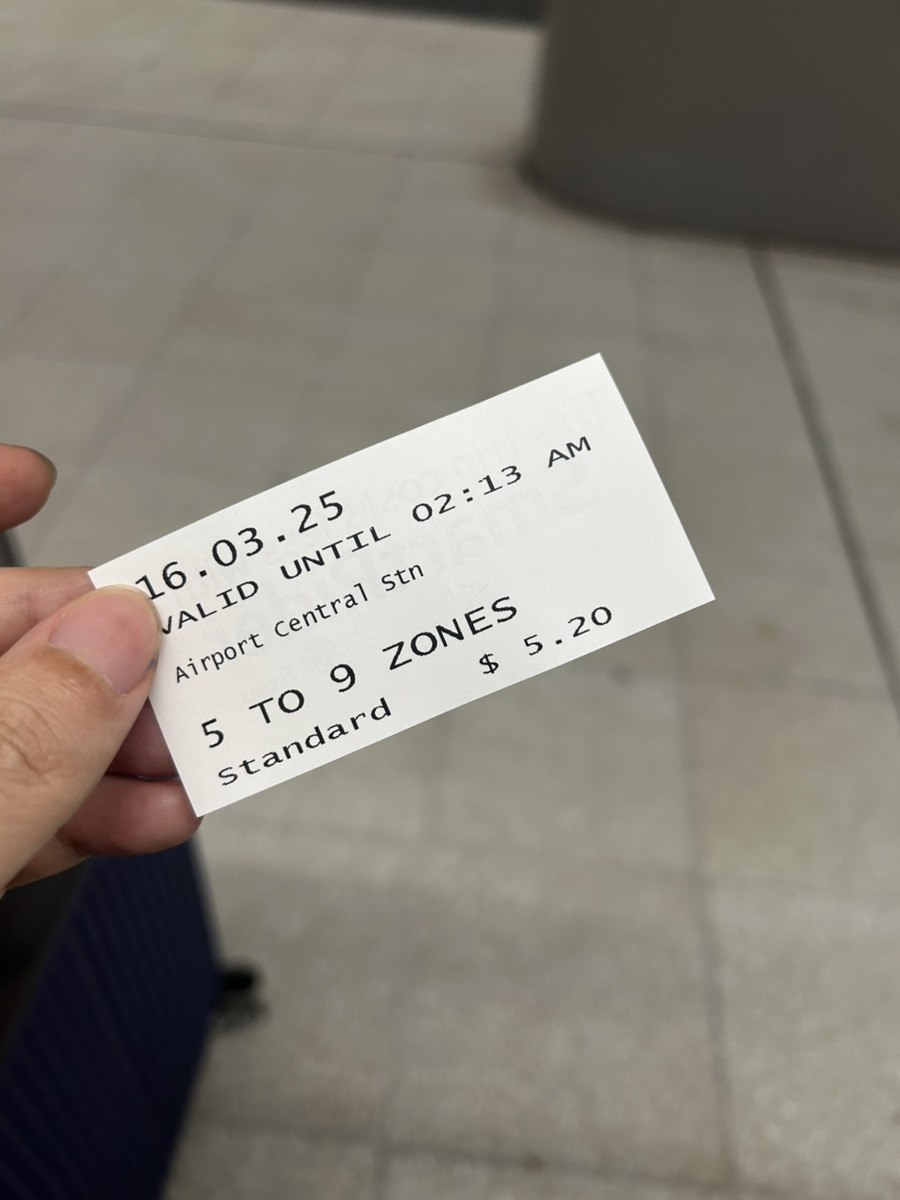 16.03.25
VALID UNTIL 02:13 AM
Airport Central Stn
5 TO 9 ZONES
Standard $ 5.20